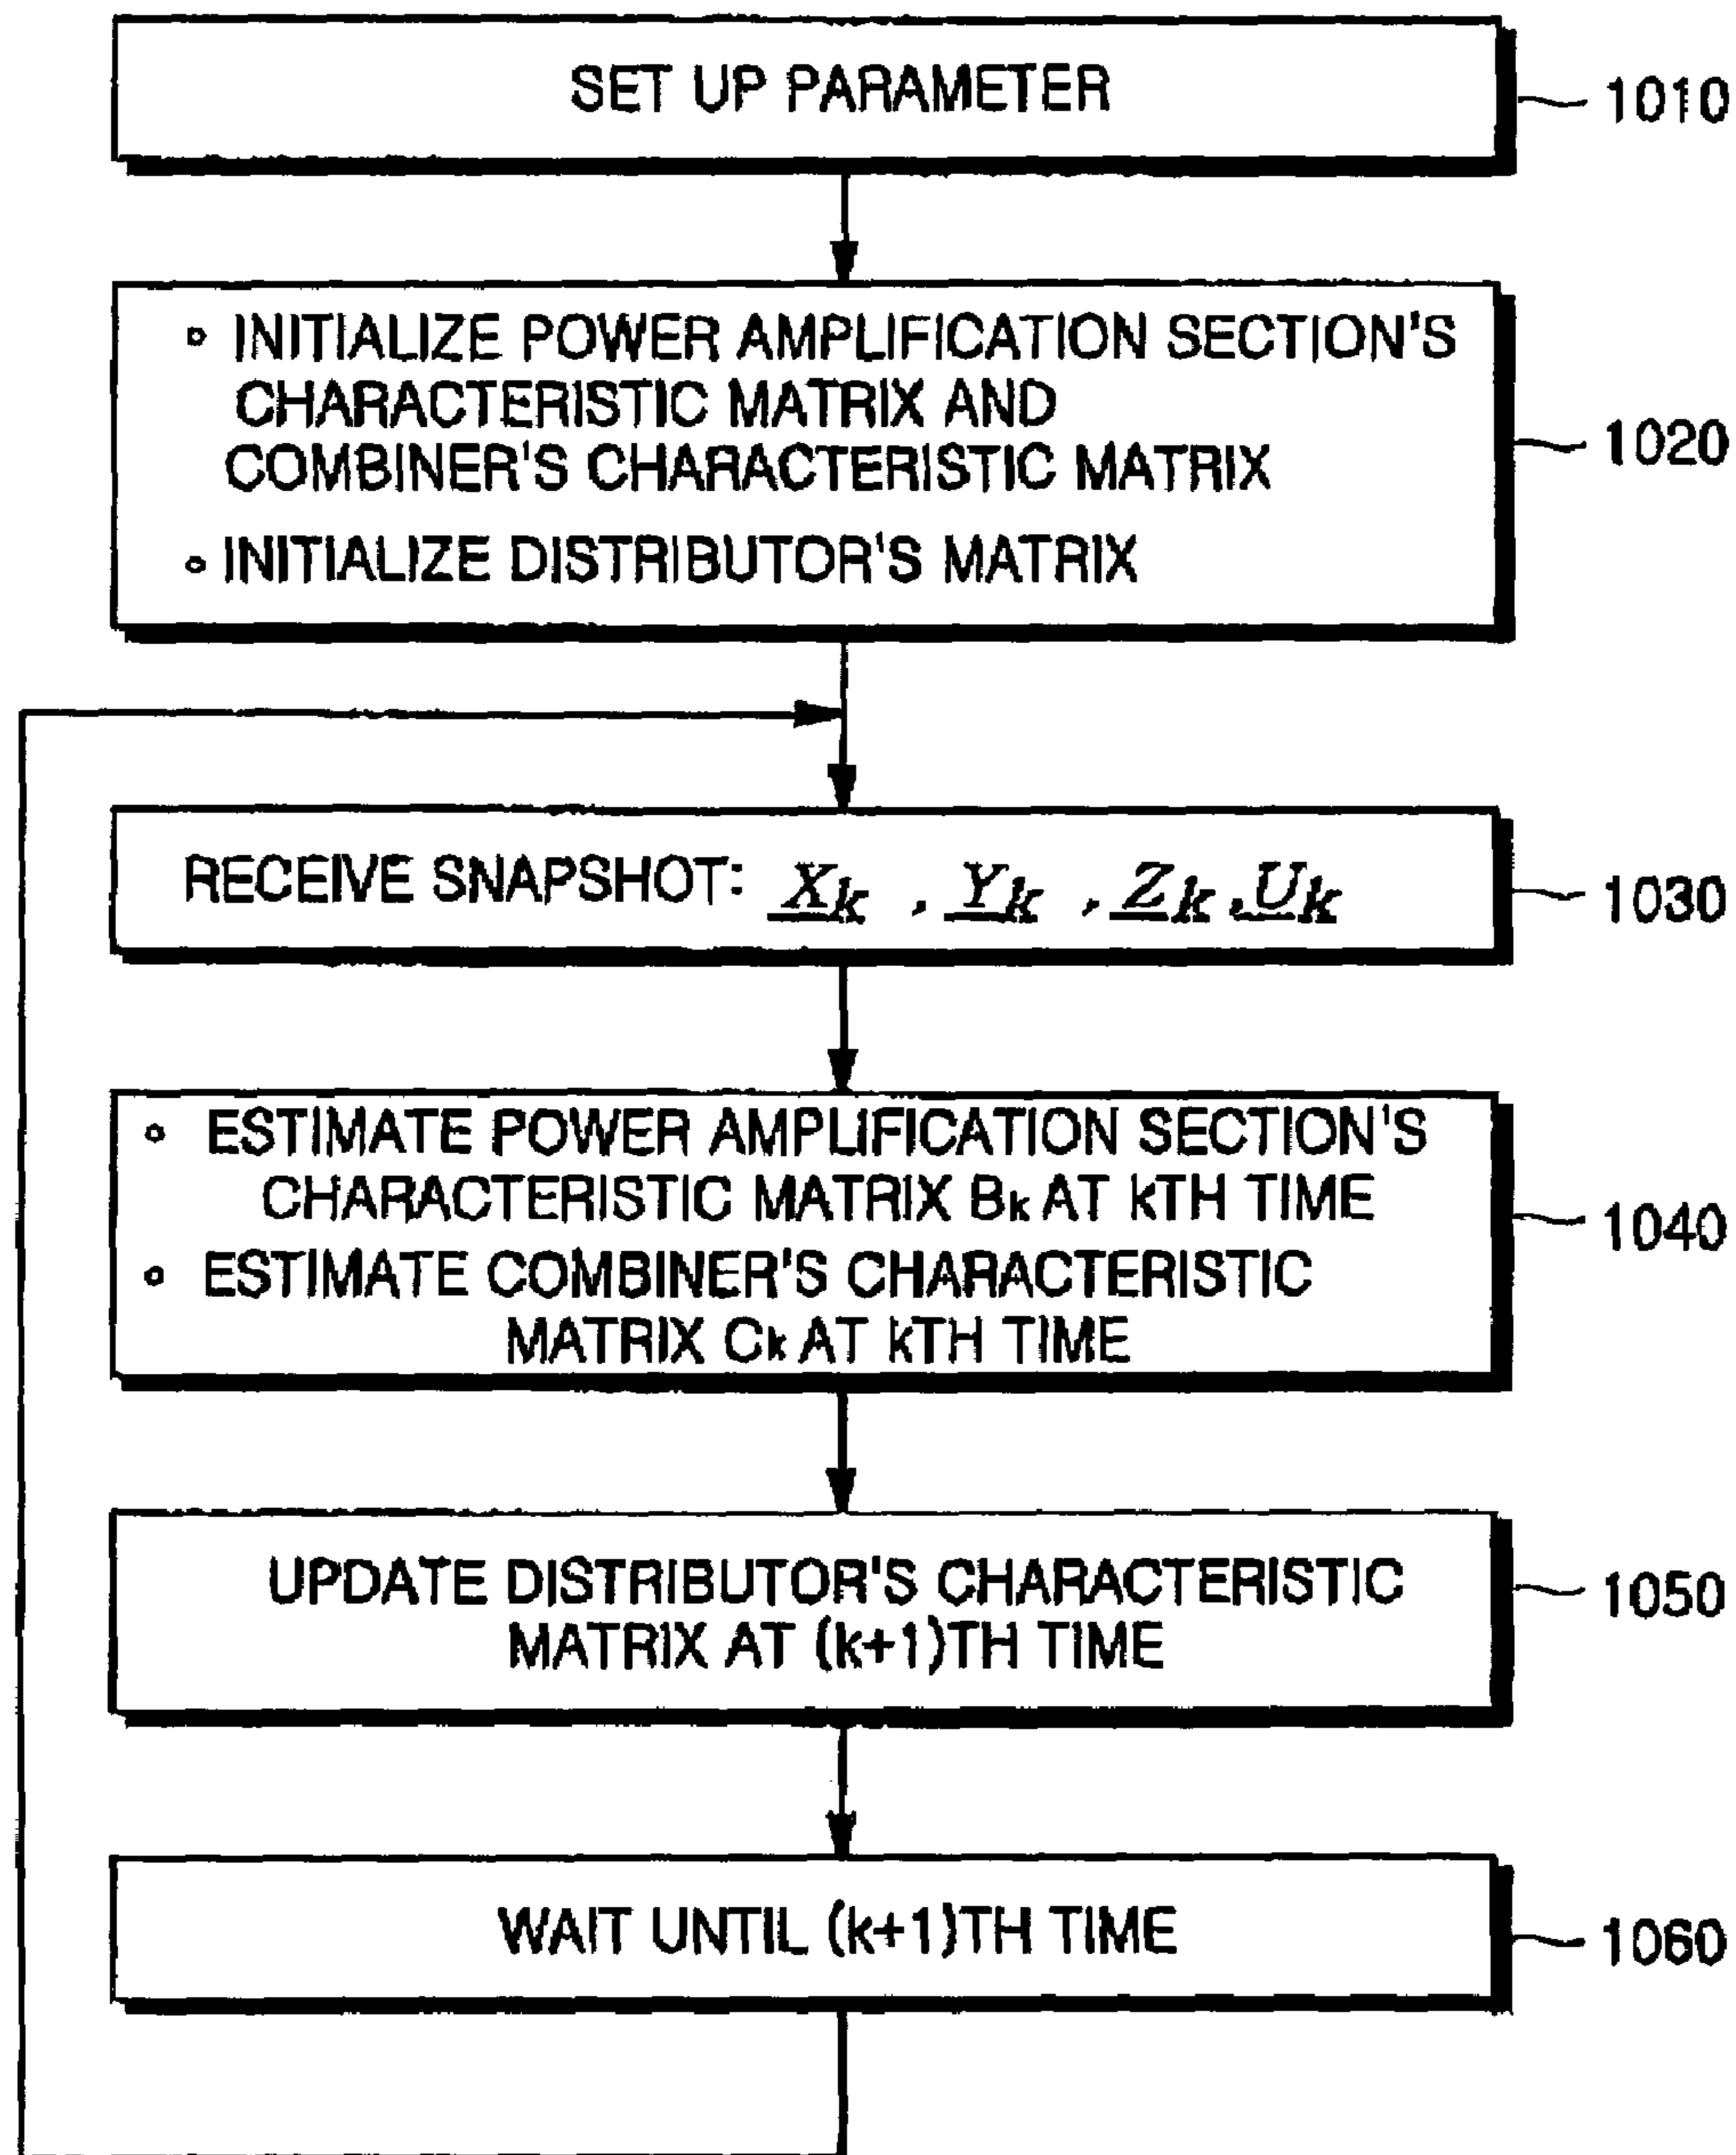 SET UP PARAMETER
1010
◦ INITIALIZE POWER AMPLIFICATION SECTION'S
CHARACTERISTIC MATRIX AND
COMBINER'S CHARACTERISTIC MATRIX
1020
◦ INITIALIZE DISTRIBUTOR'S MATRIX
RECEIVE SNAPSHOT: Xk , Yk , Zk , Uk
1030
◦ ESTIMATE POWER AMPLIFICATION SECTION'S
CHARACTERISTIC MATRIX Bk AT kTH TIME
1040
◦ ESTIMATE COMBINER'S CHARACTERISTIC
MATRIX Ck AT kTH TIME
UPDATE DISTRIBUTOR'S CHARACTERISTIC
MATRIX AT (k+1)TH TIME
1050
WAIT UNTIL (k+1)TH TIME
1060